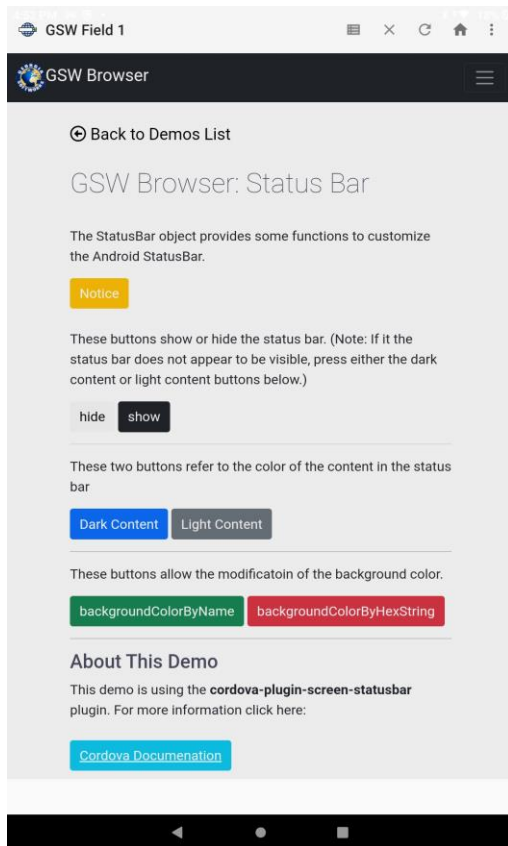 GSW Field 1
GSW Browser
Back to Demos List
GSW Browser: Status Bar
The StatusBar object provides some functions to customize
the Android StatusBar.
Notice
These buttons show or hide the status bar. (Note: If it the
status bar does not appear to be visible, press either the dark
content or light content buttons below.)
hide show
These two buttons refer to the color of the content in the status
bar
Dark Content Light Content
These buttons allow the modificatoin of the background color.
backgroundColorByName backgroundColorByHexString
About This Demo
This demo is using the cordova-plugin-screen-statusbar
plugin. For more information click here:
Cordova Documenation